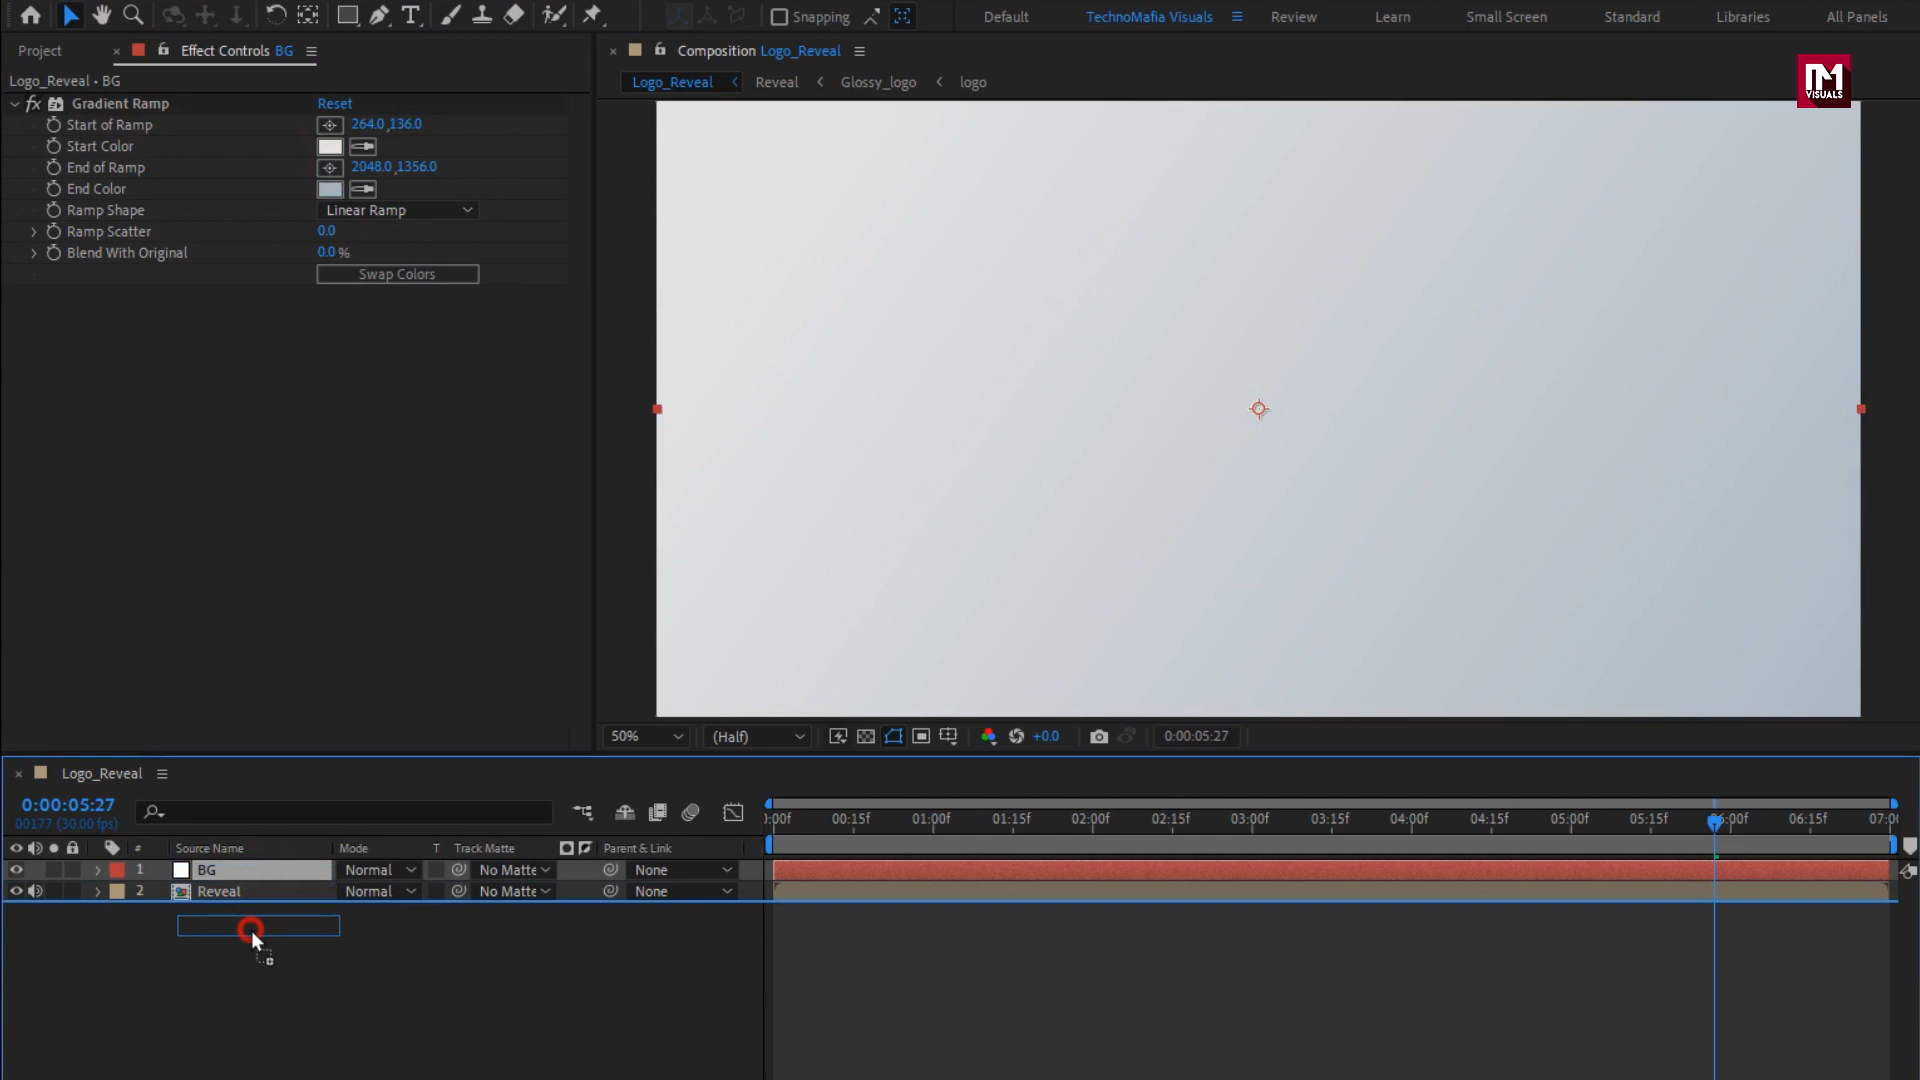 Snapping
Default
TechnoMafia Visuals
Review
Learn
Small Screen
Standard
Libraries
All Panels
Project
Effect Controls BG
Composition Logo_Reveal
Logo_Reveal • BG
Logo_Reveal
Reveal
Glossy_logo
logo
M
VISUALS
fx Gradient Ramp
Reset
Start of Ramp
264.0 ,136.0
Start Color
End of Ramp
2048.0 ,1356.0
End Color
Ramp Shape
Linear Ramp
Ramp Scatter
0.0
Blend With Original
0.0 %
Swap Colors
50%
(Half)
+0.0
0:00:05:27
Logo_Reveal
0:00:05:27
00177 (30.00 fps)
00:15f
01:00f
01:15f
02:00f
02:15f
03:00f
03:15f
04:00f
04:15f
05:00f
05:15f
06:15f
#
Source Name
Mode
T
Track Matte
Parent & Link
1
BG
Normal
No Matte
None
2
Reveal
Normal
No Matte
None